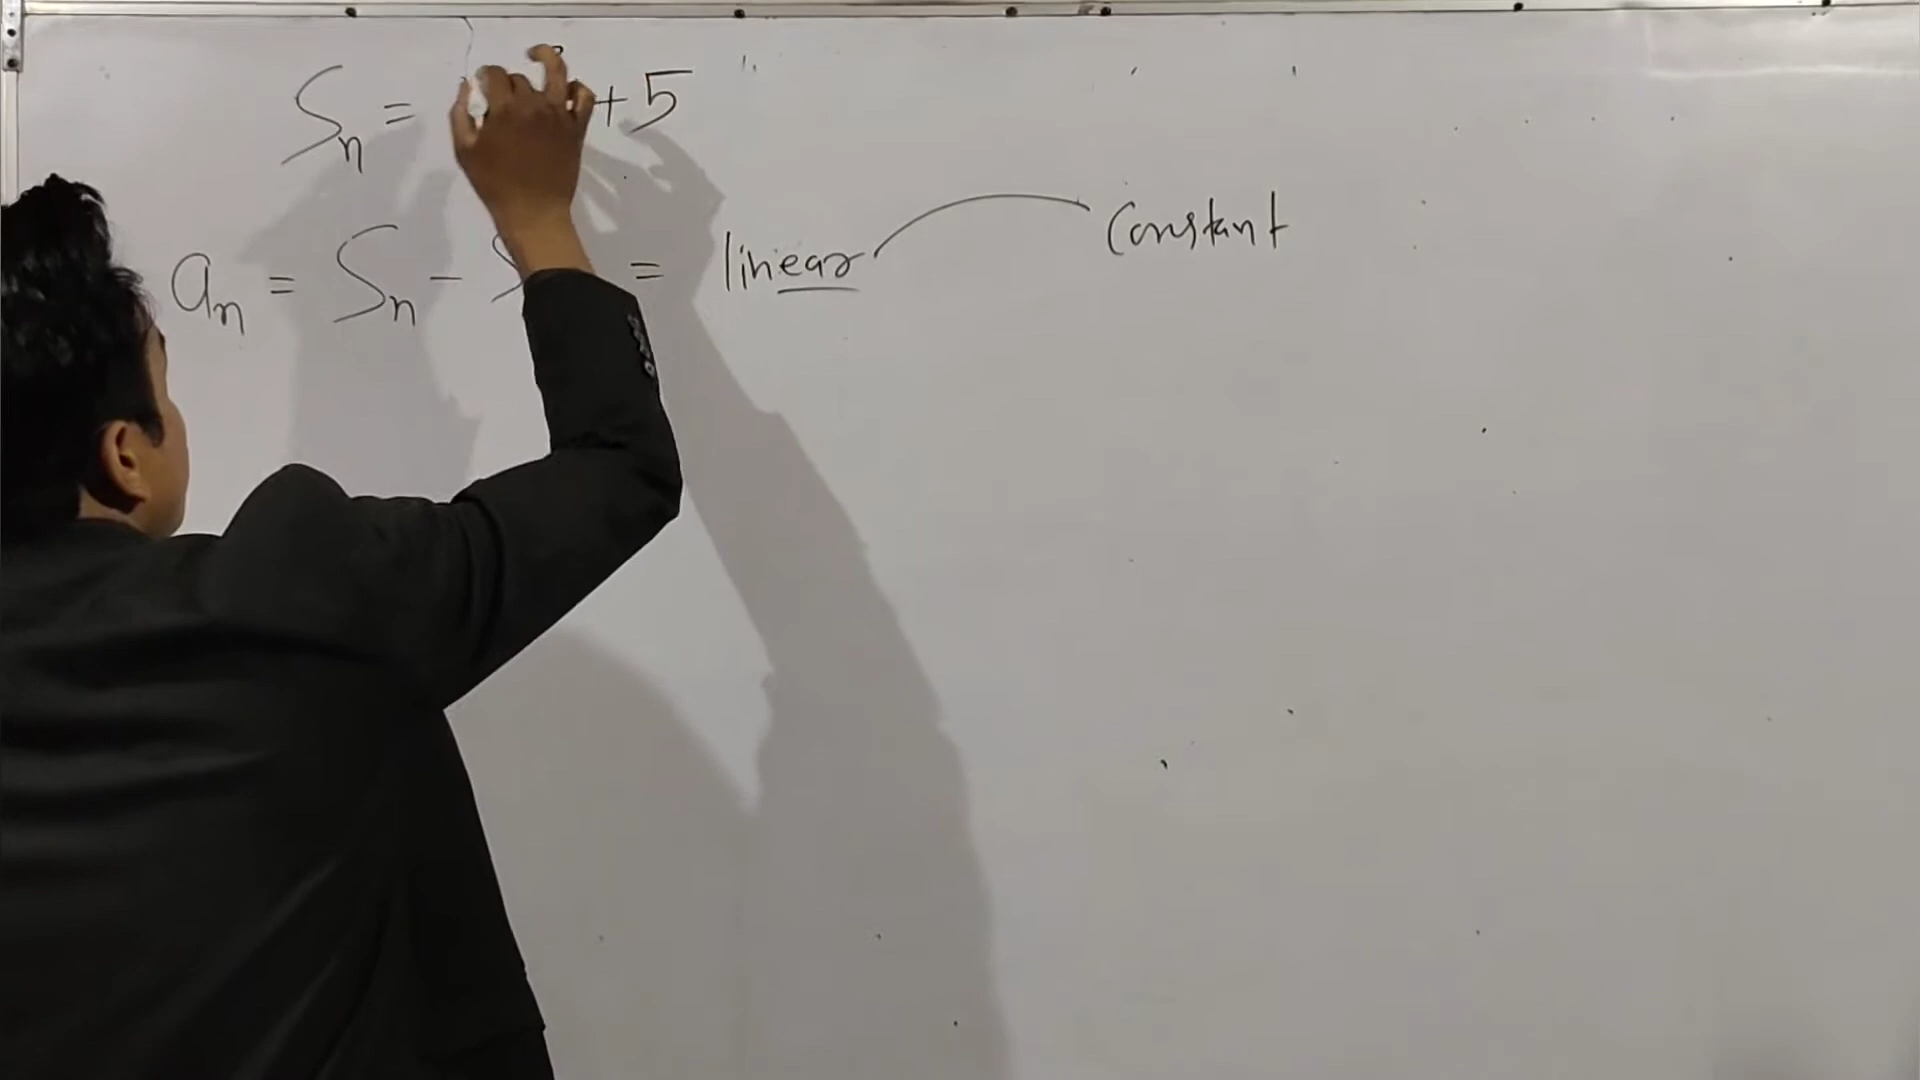 Sn = +5
an = Sn - S = linear constant